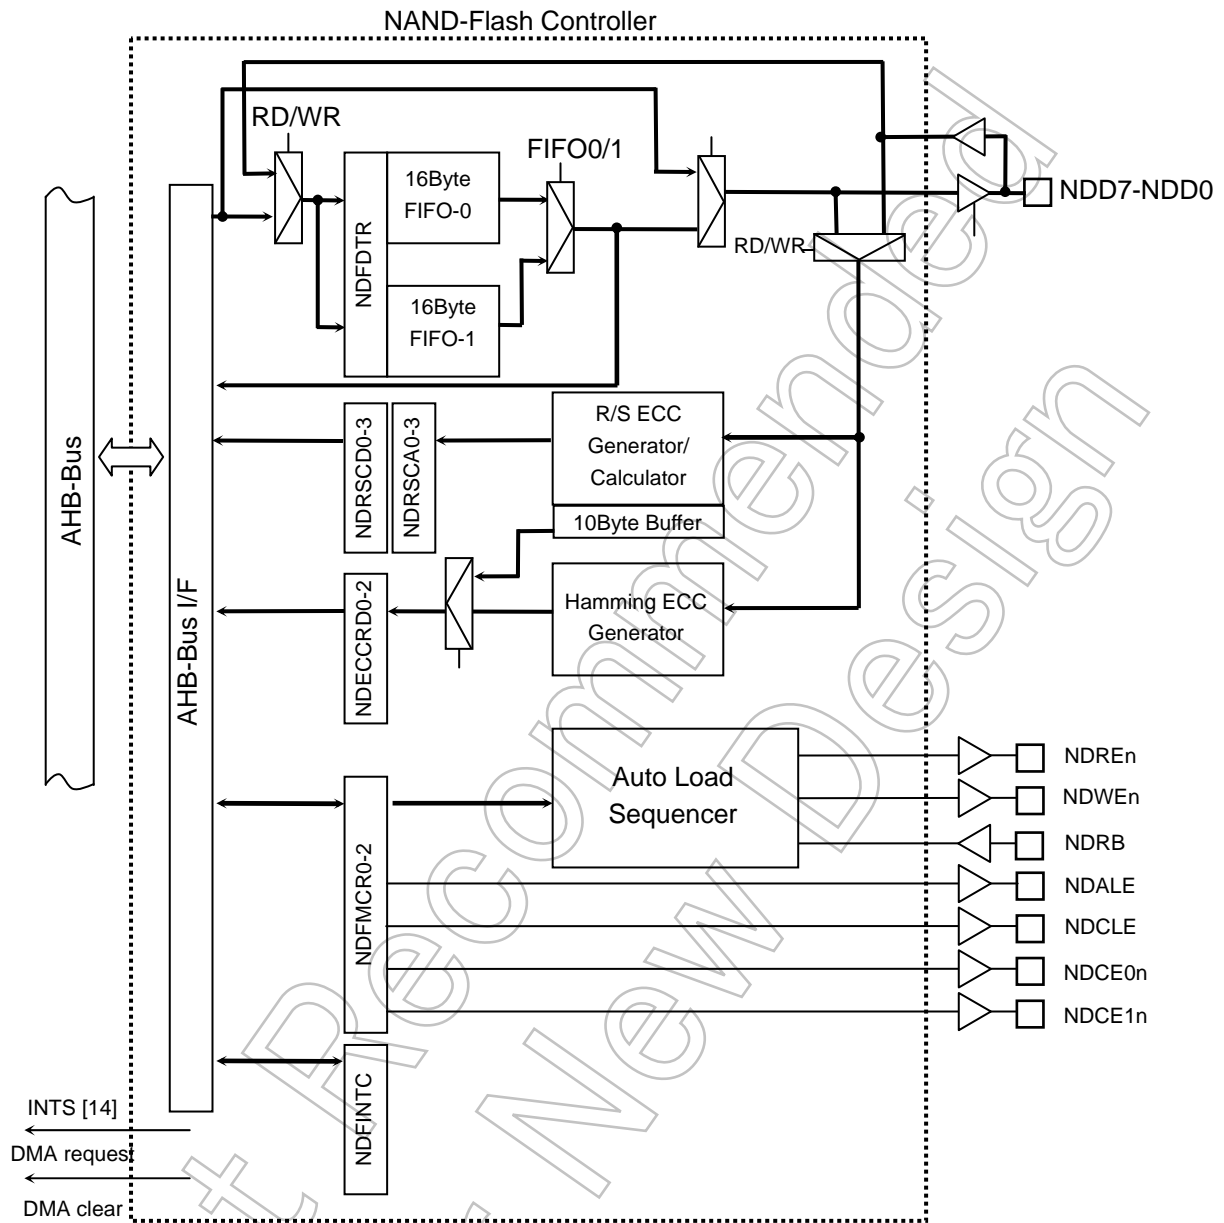 NAND-Flash Controller
RD/WR
FIFO0/1
NDFDTR
16Byte
FIFO-0
16Byte
FIFO-1
RD/WR
NDD7-NDD0
AHB-Bus
AHB-Bus I/F
NDRSCD0-3
NDRSCA0-3
R/S ECC
Generator/
Calculator
10Byte Buffer
NDECCRD0-2
Hamming ECC
Generator
Auto Load
Sequencer
NDFMCR0-2
NDREn
NDWEn
NDRB
NDALE
NDCLE
NDCE0n
NDCE1n
NDFINTC
INTS [14]
DMA request
DMA clear
t Recommended
New Design